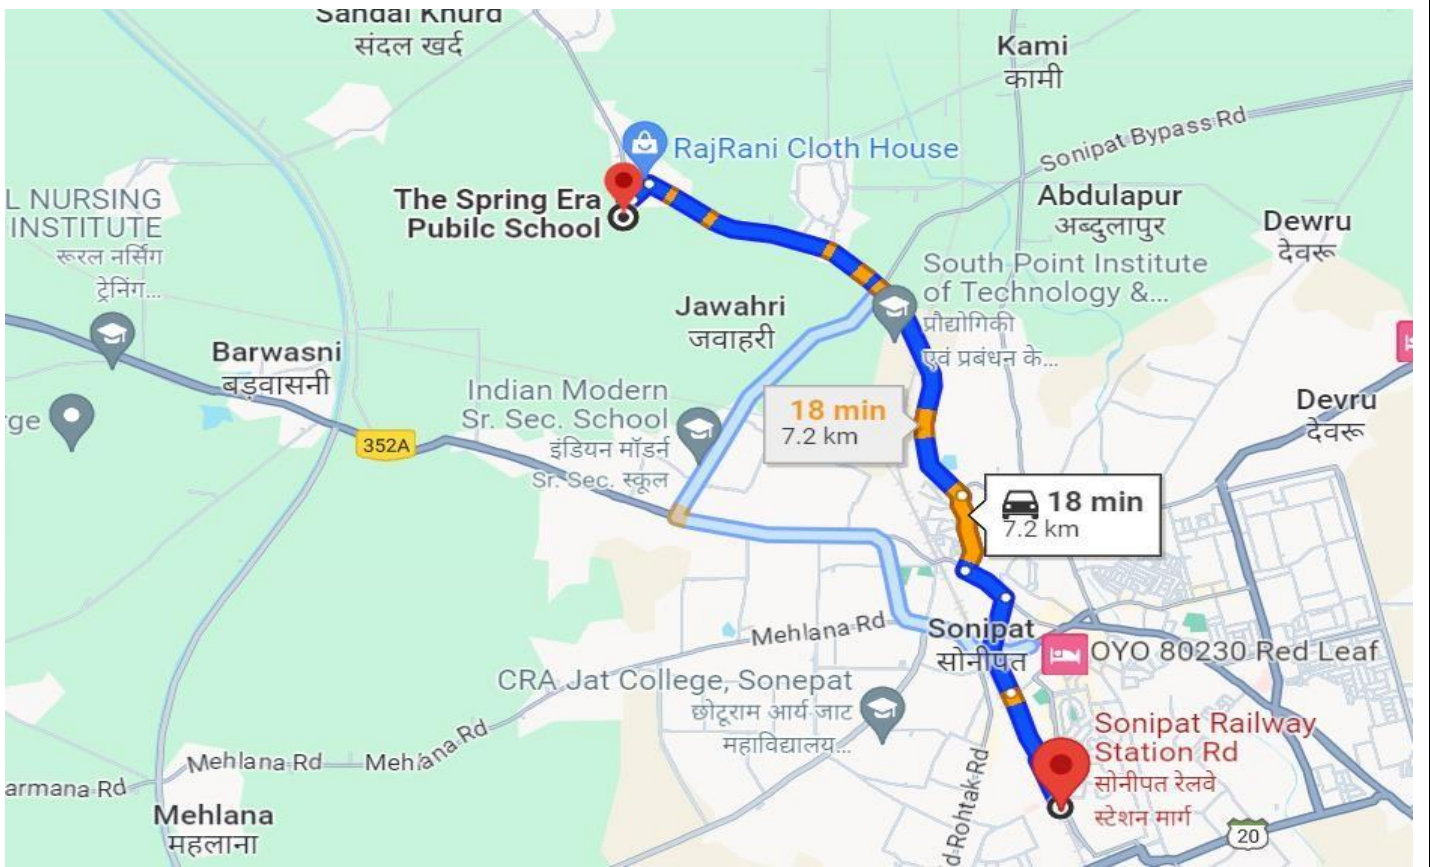 Sandal Khurd
संदल खर्द
Kami
कामी
Sonipat Bypass Rd
RajRani Cloth House
The Spring Era
Pubilc School
L NURSING
INSTITUTE
रूरल नर्सिंग
ट्रेनिंग...
Abdulapur
अब्दुलापुर
Dewru
देवरू
South Point Institute
of Technology &...
प्रौद्योगिकी
एवं प्रबंधन के...
Jawahri
जवाहरी
Barwasni
बड़वासनी
Indian Modern
Sr. Sec. School
इंडियन मॉडर्न
Sr. Sec. स्कूल
18 min
7.2 km
Devru
देवरू
rge
352A
18 min
7.2 km
Mehlana Rd
Sonipat
सोनीपत
OYO 80230 Red Leaf
CRA Jat College, Sonepat
छोटूराम आर्य जाट
महाविद्यालय...
Sonipat Railway
Station Rd
सोनीपत रेलवे
स्टेशन मार्ग
Mehlana Rd
Mehlana Rd
armana Rd
Mehlana
महलाना
d Rohtak Rd
20